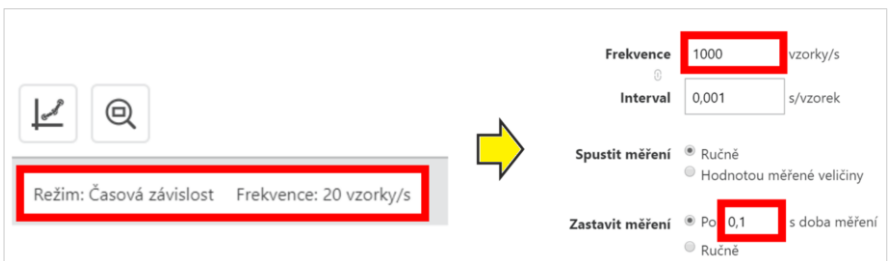 Režim: Časová závislost Frekvence: 20 vzorky/s
Frekvence 1000 vzorky/s
Interval 0,001 s/vzorek
Spustit měření Ručně
Hodnotou měřené veličiny
Zastavit měření Po 0,1 s doba měření
Ručně